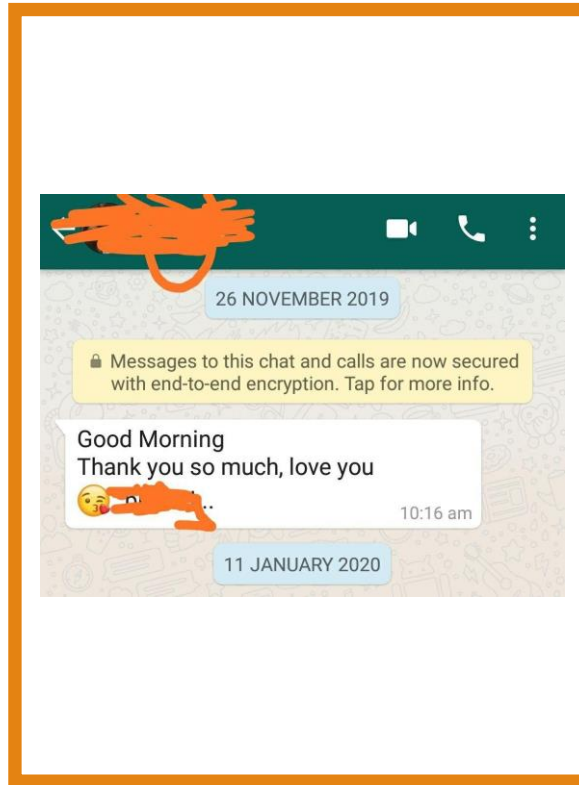 26 NOVEMBER 2019
Messages to this chat and calls are now secured
with end-to-end encryption. Tap for more info.
Good Morning
Thank you so much, love you
10:16 am
11 JANUARY 2020